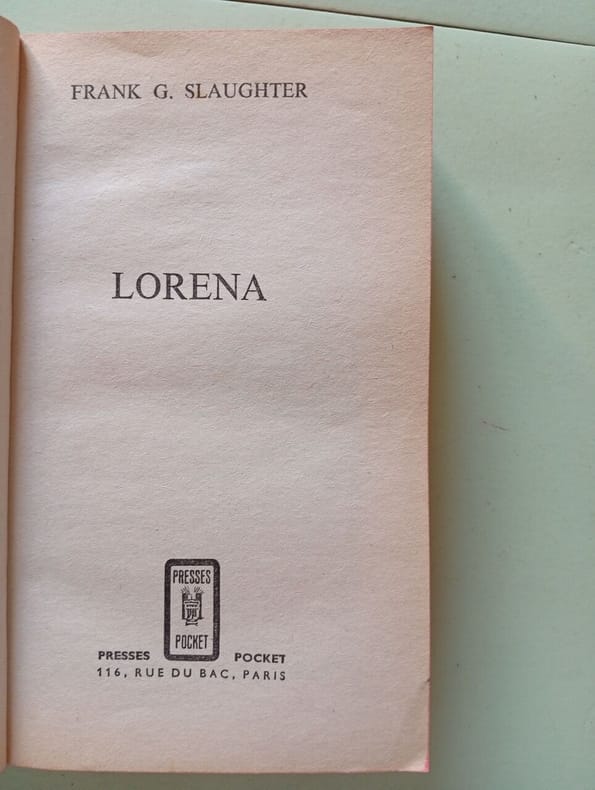 FRANK G. SLAUGHTER
LORENA
PRESSES
POCKET
PRESSES POCKET
116, RUE DU BAC, PARIS